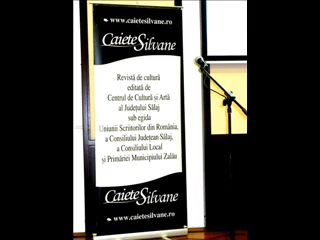 www.caietesilvane.ro
Caiete Silvane
Revistă de cultură
editată de
Centrul de Cultură și Artă
al Județului Sălaj
sub egida
Uniunii Scriitorilor din România,
a Consiliului Județean Sălaj,
a Consiliului Local
și Primăriei Municipiului Zalău
Caiete Silvane
www.caietesilvane.ro